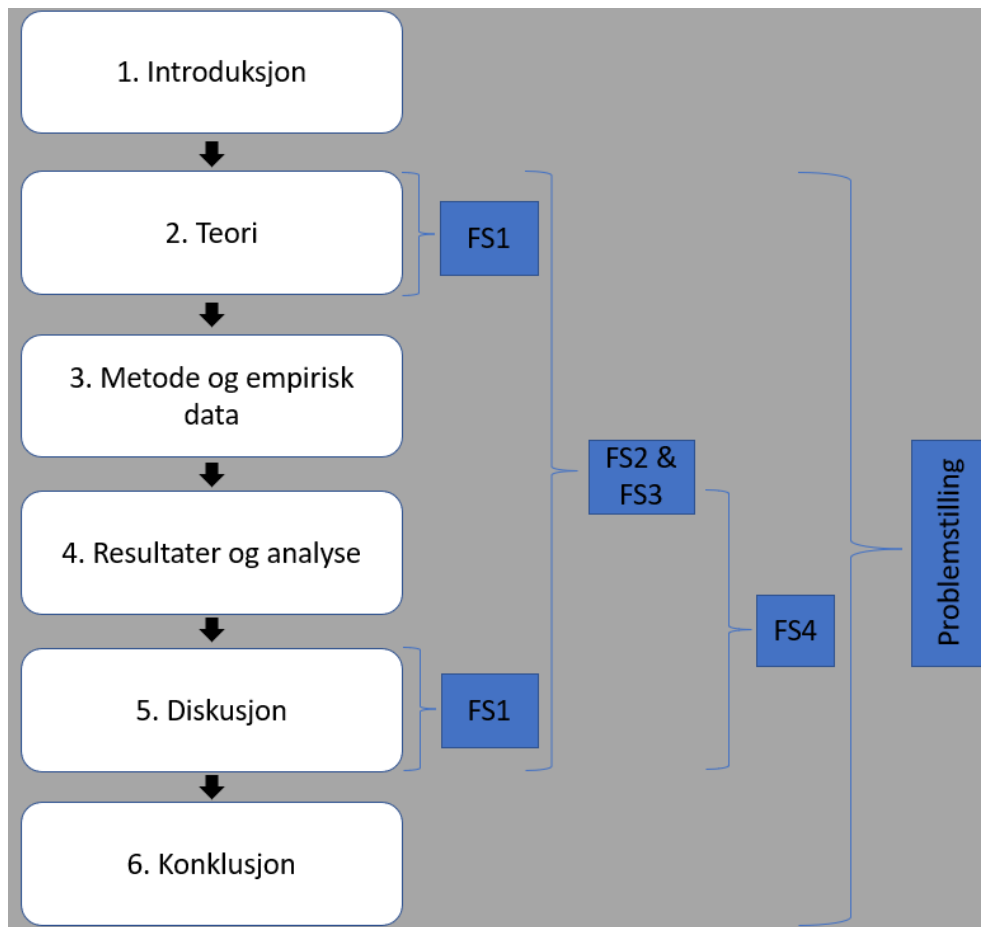 1. Introduksjon
2. Teori
FS1
3. Metode og empirisk
data
FS2 &
FS3
4. Resultater og analyse
FS4
Problemstilling
5. Diskusjon
FS1
6. Konklusjon